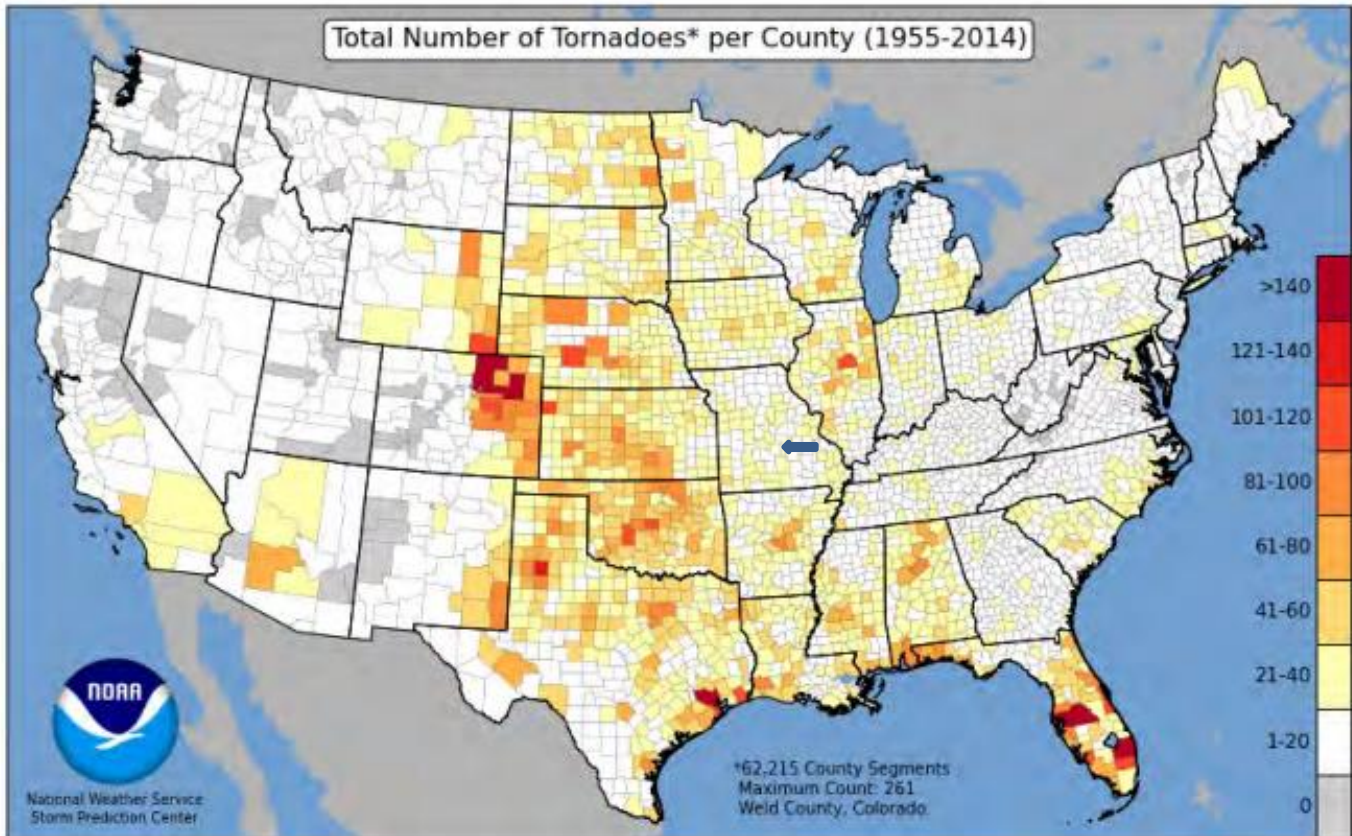 Total Number of Tornadoes* per County (1955-2014)
>140
121-140
101-120
81-100
61-80
41-60
21-40
1-20
0
NOAA
National Weather Service
Storm Prediction Center
*62,215 County Segments
Maximum Count: 261
Weld County, Colorado